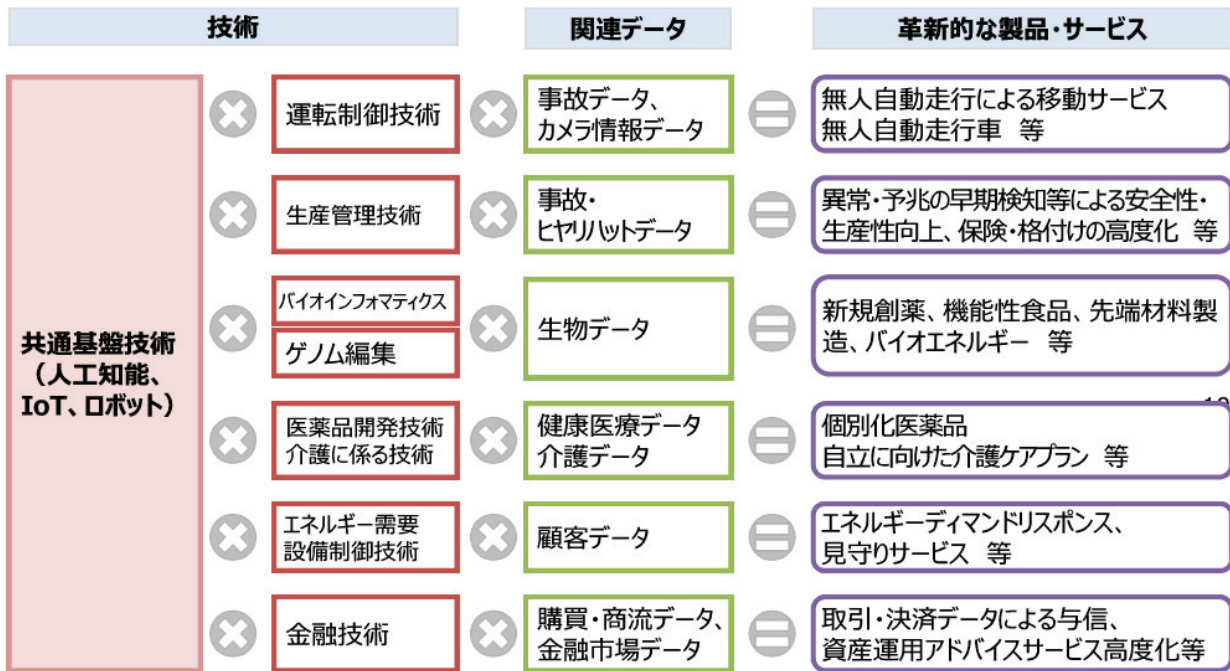 技術
関連データ
革新的な製品・サービス
共通基盤技術
（人工知能、
IoT、ロボット）
運転制御技術
事故データ、
カメラ情報データ
無人自動走行による移動サービス
無人自動走行車　等
生産管理技術
事故・
ヒヤリハットデータ
異常・予兆の早期検知等による安全性・
生産性向上、保険・格付けの高度化　等
バイオインフォマティクス
ゲノム編集
生物データ
新規創薬、機能性食品、先端材料製
造、バイオエネルギー　等
医薬品開発技術
介護に係る技術
健康医療データ
介護データ
個別化医薬品
自立に向けた介護ケアプラン　等
エネルギー需要
設備制御技術
顧客データ
エネルギーディマンドリスポンス、
見守りサービス　等
金融技術
購買・商流データ、
金融市場データ
取引・決済データによる与信、
資産運用アドバイスサービス高度化等